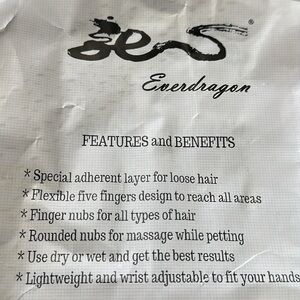 ®
Everdragon
FEATURES and BENEFITS
* Special adherent layer for loose hair
* Flexible five fingers design to reach all areas
* Finger nubs for all types of hair
* Rounded nubs for massage while petting
* Use dry or wet and get the best results
* Lightweight and wrist adjustable to fit your hands